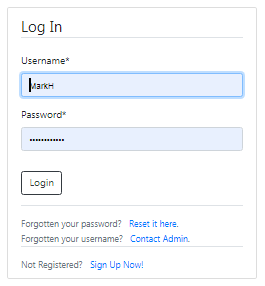 Log In
Username*
MarkH
Password*
••••••••••••
Login
Forgotten your password? Reset it here.
Forgotten your username? Contact Admin.
Not Registered? Sign Up Now!